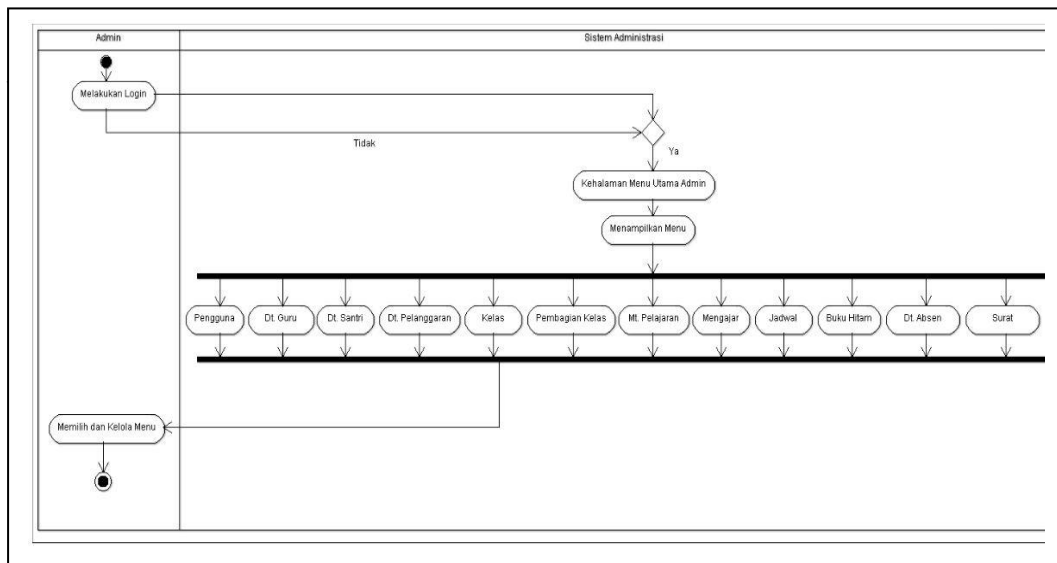 Admin
Sistem Administrasi
Melakukan Login
Tidak
Ya
Kehalaman Menu Utama Admin
Menampilkan Menu
Pengguna
Dt. Guru
Dt. Santri
Dt. Pelanggaran
Kelas
Pembagian Kelas
Mt. Pelajaran
Mengajar
Jadwal
Buku Hitam
Dt. Absen
Surat
Memilih dan Kelola Menu